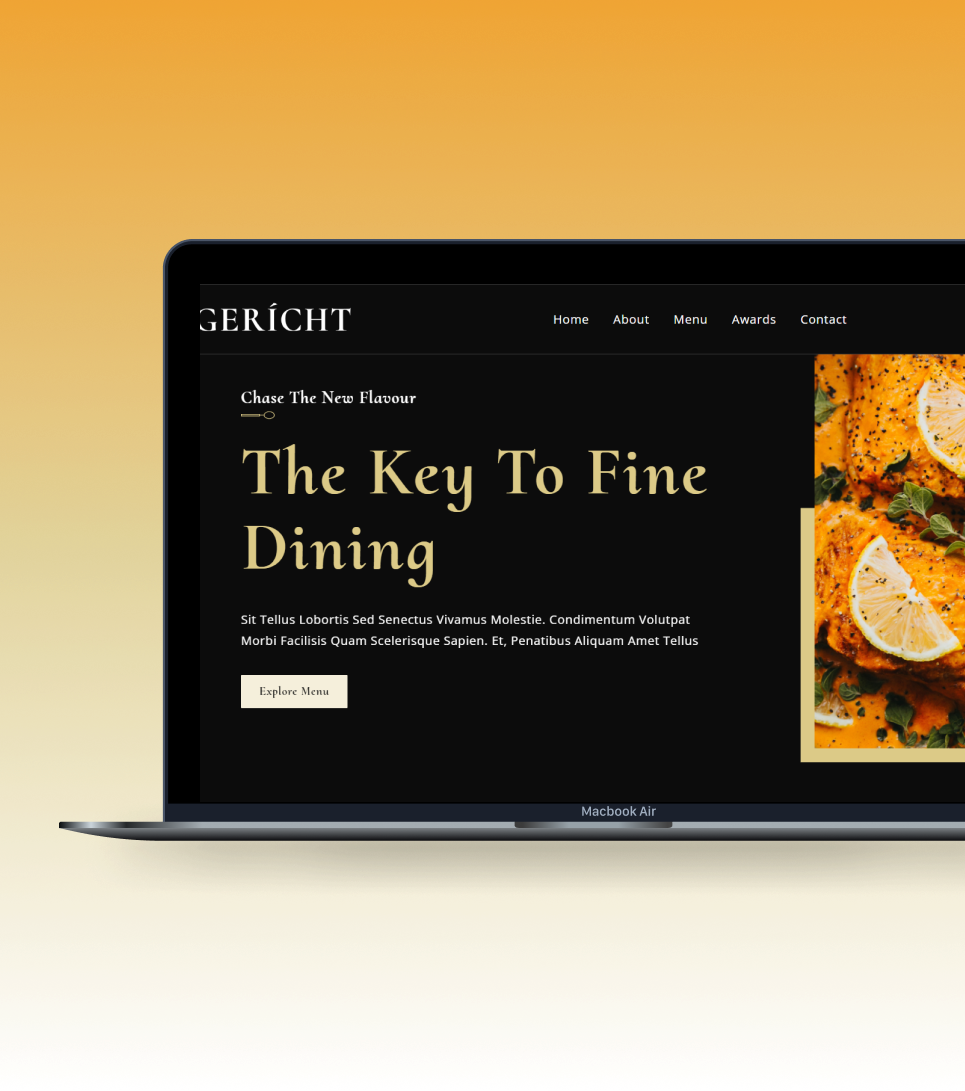 GERÍCHT
Home About Menu Awards Contact
Chase The New Flavour
The Key To Fine
Dining
Sit Tellus Lobortis Sed Senectus Vivamus Molestie. Condimentum Volutpat
Morbi Facilisis Quam Scelerisque Sapien. Et, Penatibus Aliquam Amet Tellus
Explore Menu
Macbook Air